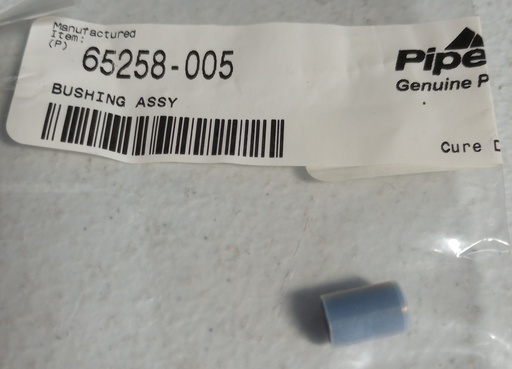 Manufactured
Item:
(P)
65258-005
BUSHING ASSY
Pipe
Genuine P
Cure D